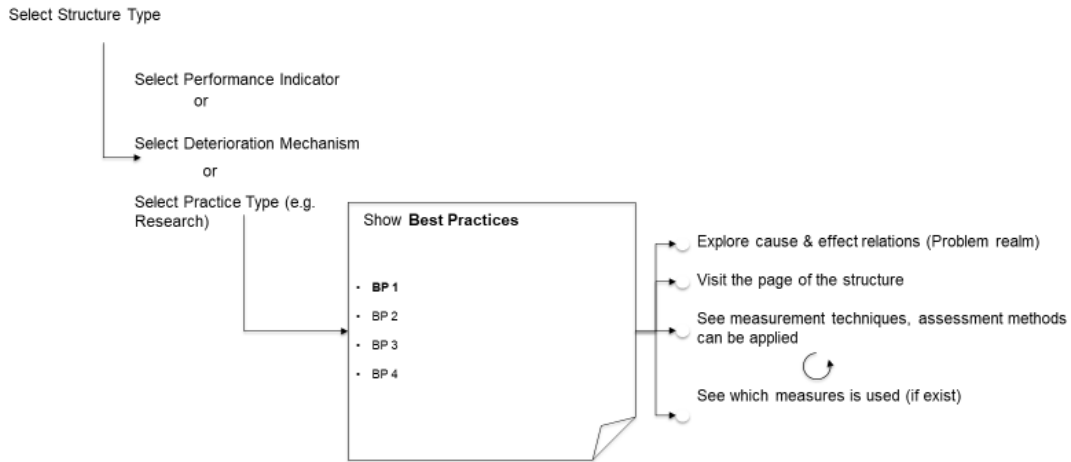 Select Structure Type
Select Performance Indicator
or
Select Deterioration Mechanism
or
Select Practice Type (e.g.
Research)
Show Best Practices
• BP 1
• BP 2
• BP 3
• BP 4
Explore cause & effect relations (Problem realm)
Visit the page of the structure
See measurement techniques, assessment methods
can be applied
See which measures is used (if exist)